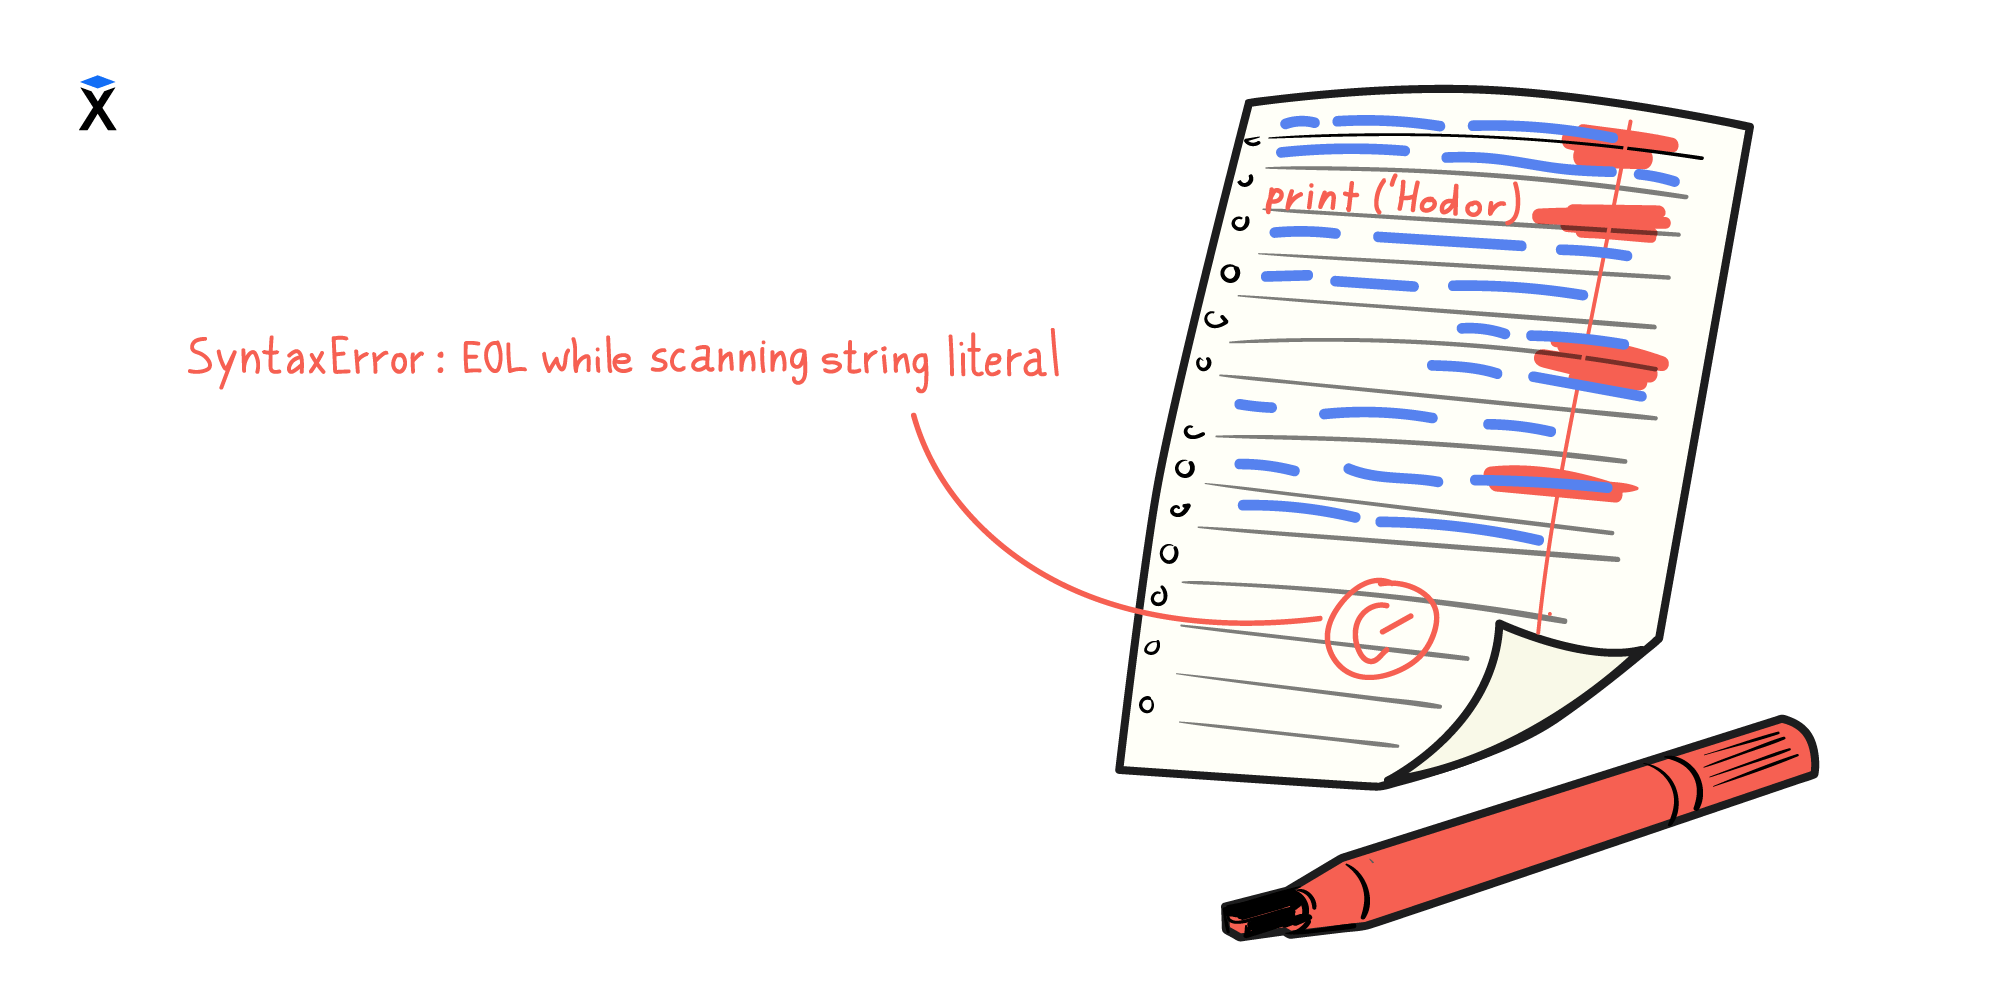 print ('Hodor)
SyntaxError: EOL while scanning string literal
C-